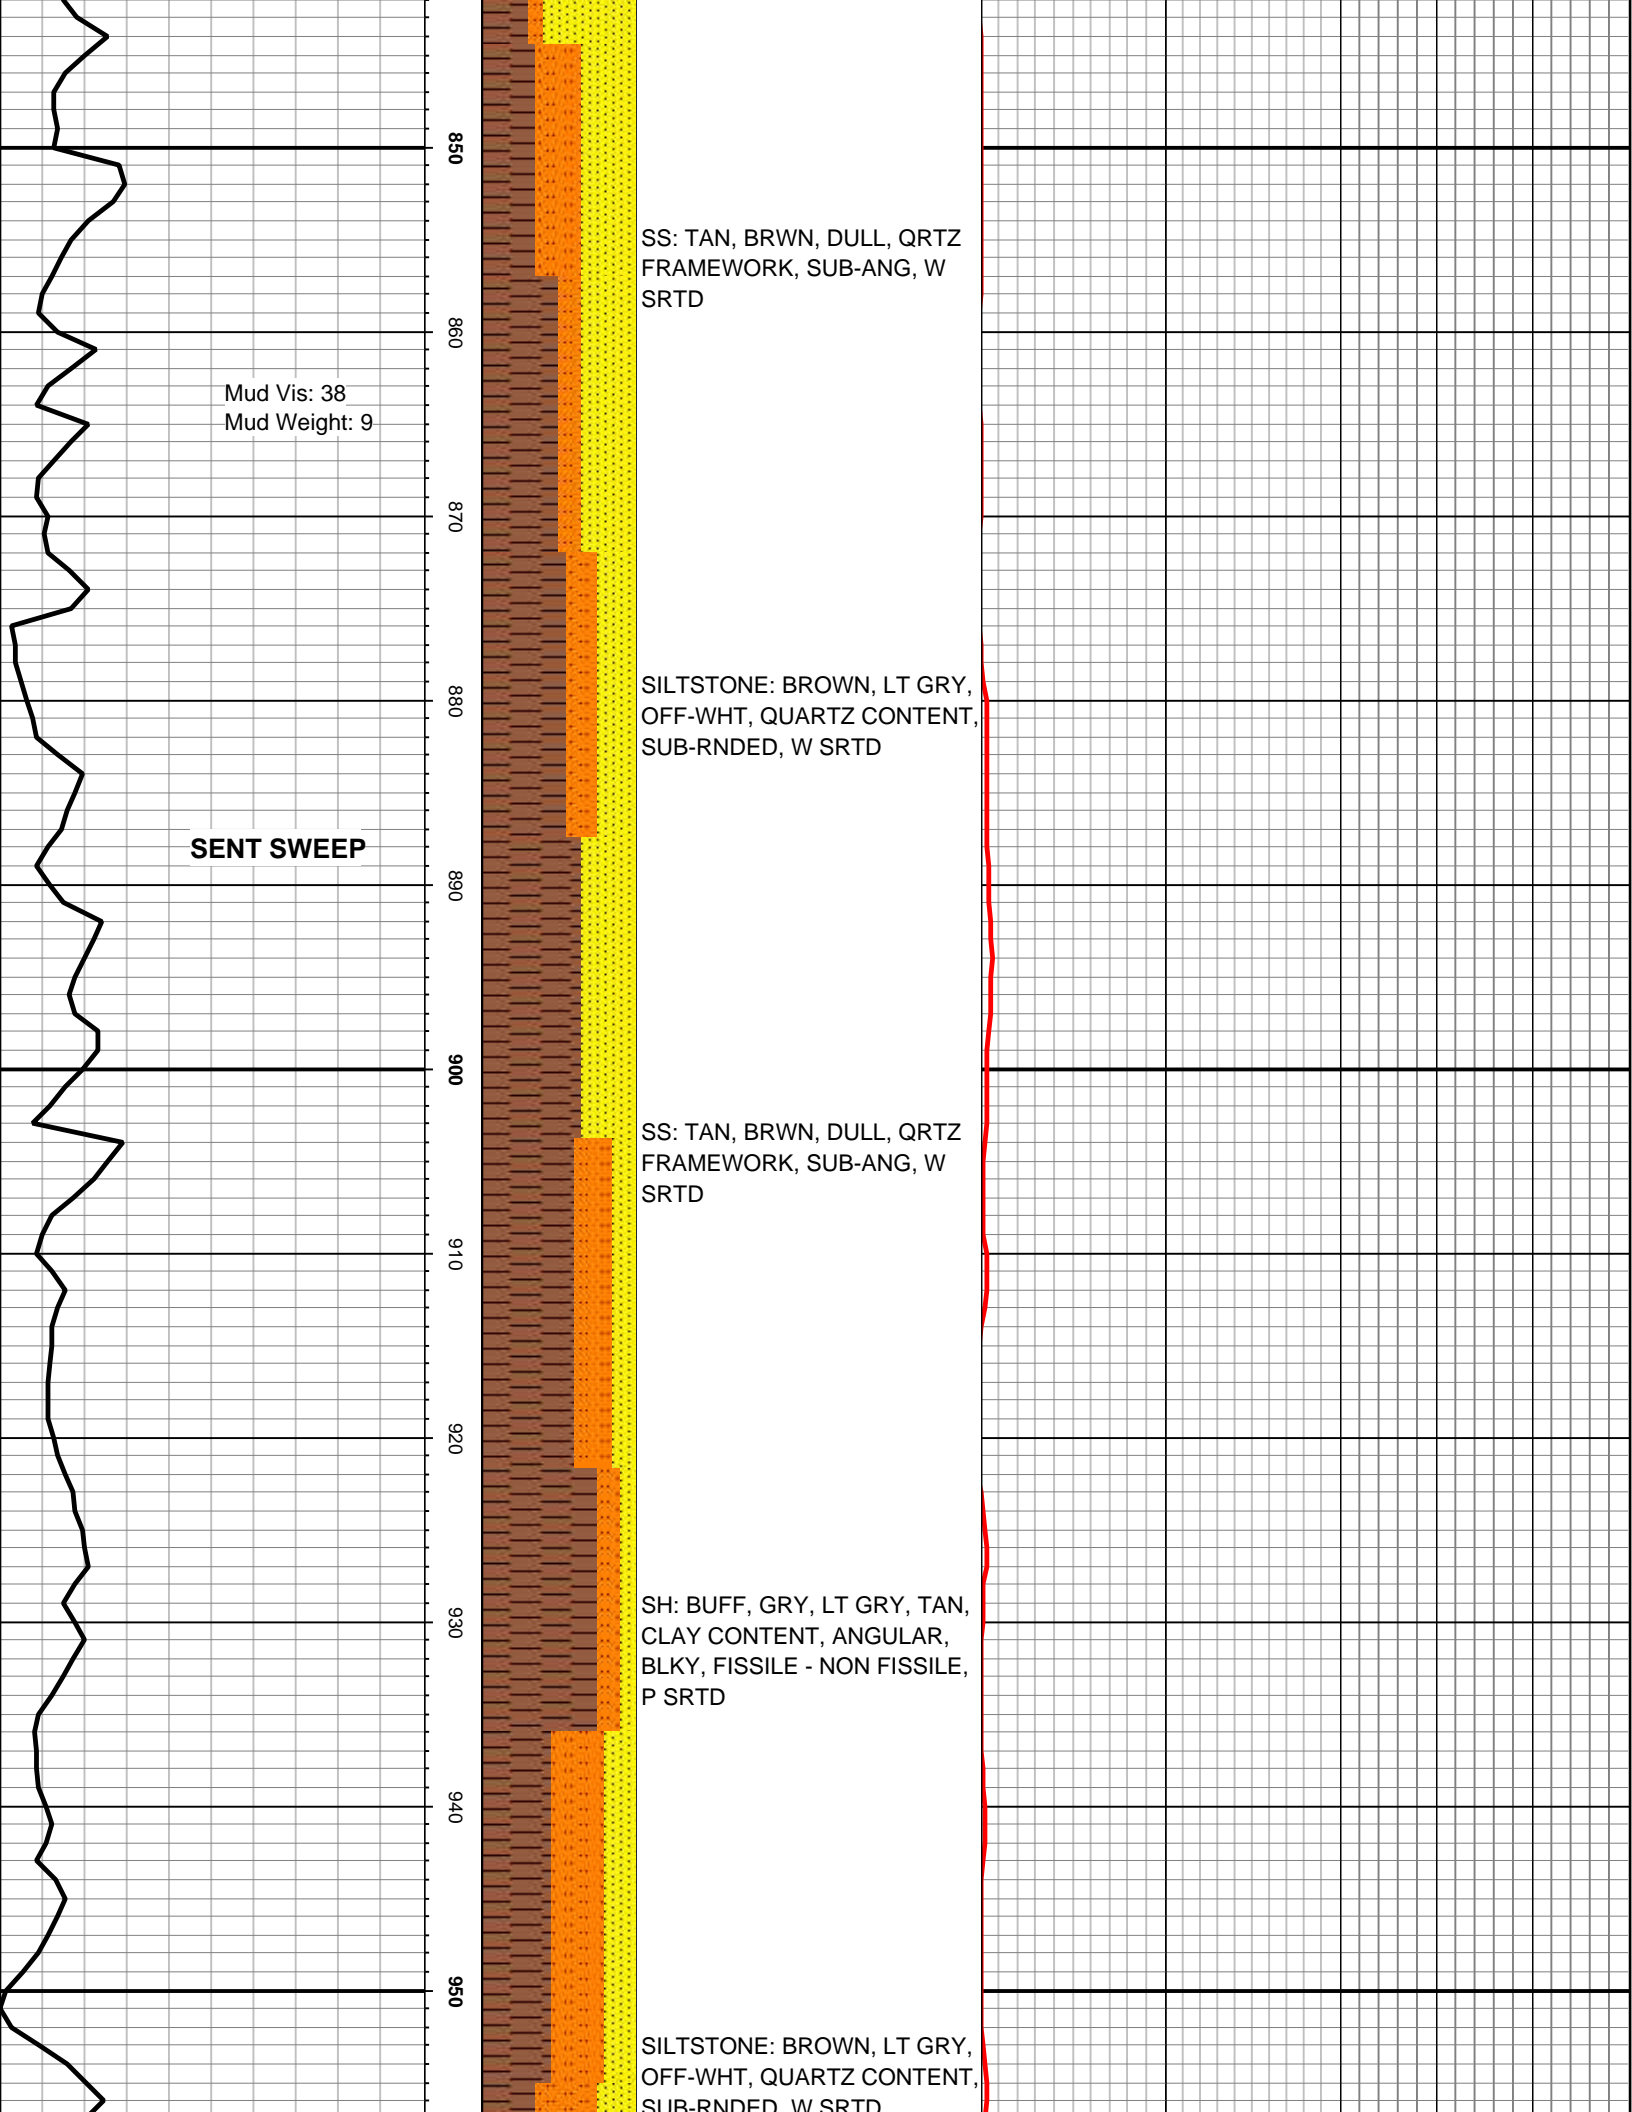 850
SS: TAN, BRWN, DULL, QRTZ
FRAMEWORK, SUB-ANG, W
SRTD
860
Mud Vis: 38
Mud Weight: 9
870
SILTSTONE: BROWN, LT GRY,
OFF-WHT, QUARTZ CONTENT,
SUB-RNDED, W SRTD
880
SENT SWEEP
890
900
SS: TAN, BRWN, DULL, QRTZ
FRAMEWORK, SUB-ANG, W
SRTD
910
920
SH: BUFF, GRY, LT GRY, TAN,
CLAY CONTENT, ANGULAR,
BLKY, FISSILE - NON FISSILE,
P SRTD
930
940
950
SILTSTONE: BROWN, LT GRY,
OFF-WHT, QUARTZ CONTENT,
SUB-RNDED, W SRTD